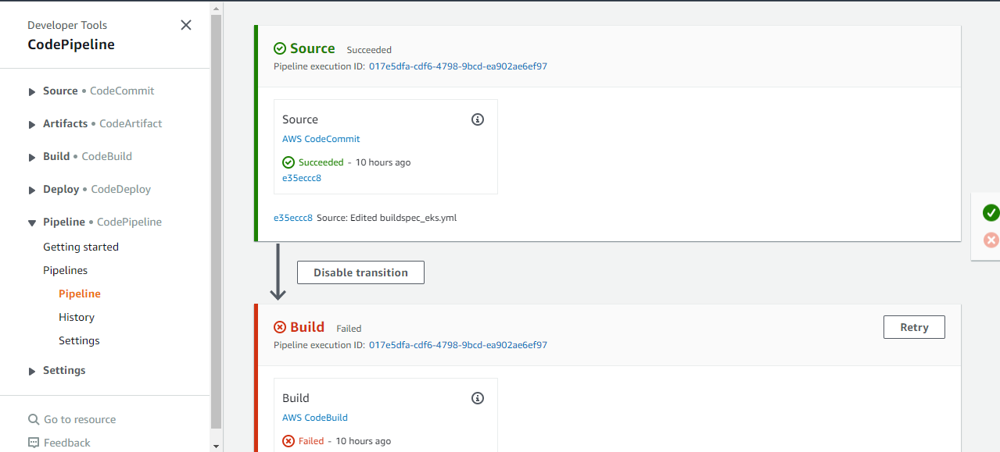 Developer Tools
CodePipeline
Source • CodeCommit
Artifacts • CodeArtifact
Build • CodeBuild
Deploy • CodeDeploy
Pipeline • CodePipeline
Getting started
Pipelines
Pipeline
History
Settings
Settings
Go to resource
Feedback
Source Succeeded
Pipeline execution ID: 017e5dfa-cdf6-4798-9bcd-ea902ae6ef97
Source
AWS CodeCommit
Succeeded - 10 hours ago
e35eccc8
e35eccc8 Source: Edited buildspec_eks.yml
Disable transition
Build Failed
Retry
Pipeline execution ID: 017e5dfa-cdf6-4798-9bcd-ea902ae6ef97
Build
AWS CodeBuild
Failed - 10 hours ago